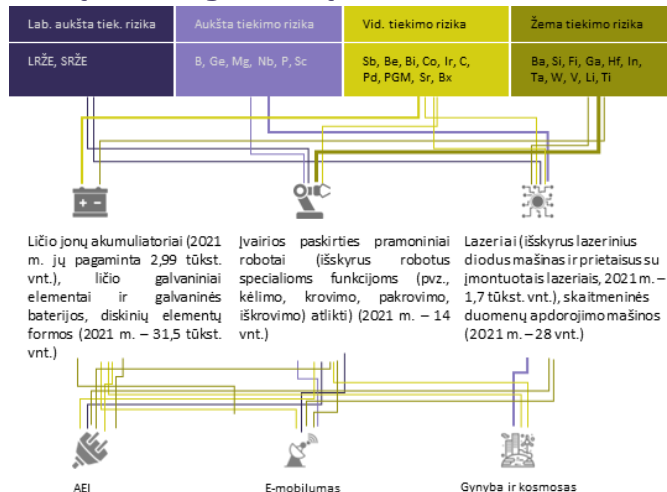 Lab. aukšta tiek. rizika
Aukšta tiekimo rizika
Vid. tiekimo rizika
Žema tiekimo rizika
LRŽE, SRŽE
B, Ge, Mg, Nb, P, Sc
Sb, Be, Bi, Co, Ir, C,
Pd, PGM, Sr, Bx
Ba, Si, Fi, Ga, Hf, In,
Ta, W, V, Li, Ti
Ličio jonų akumuliatoriai (2021
m. jų pagaminta 2,99 tūkst.
vnt.), ličio galvaniniai
elementai ir galvaninės
baterijos, diskinių elementų
formos (2021 m. – 31,5 tūkst.
vnt.)
Įvairios paskirties pramoniniai
robotai (išskyrus robotus
specialioms funkcijoms (pvz.,
kėlimo, krovimo, pakrovimo,
iškrovimo) atlikti) (2021 m. – 14
vnt.)
Lazeriai (išskyrus lazerinius
diodus mašinas ir prietaisus su
įmontuotais lazeriais, 2021 m. –
1,7 tūkst. vnt.), skaitmeninės
duomenų apdorojimo mašinos
(2021 m. – 28 vnt.)
AEI
E-mobilumas
Gynyba ir kosmosas